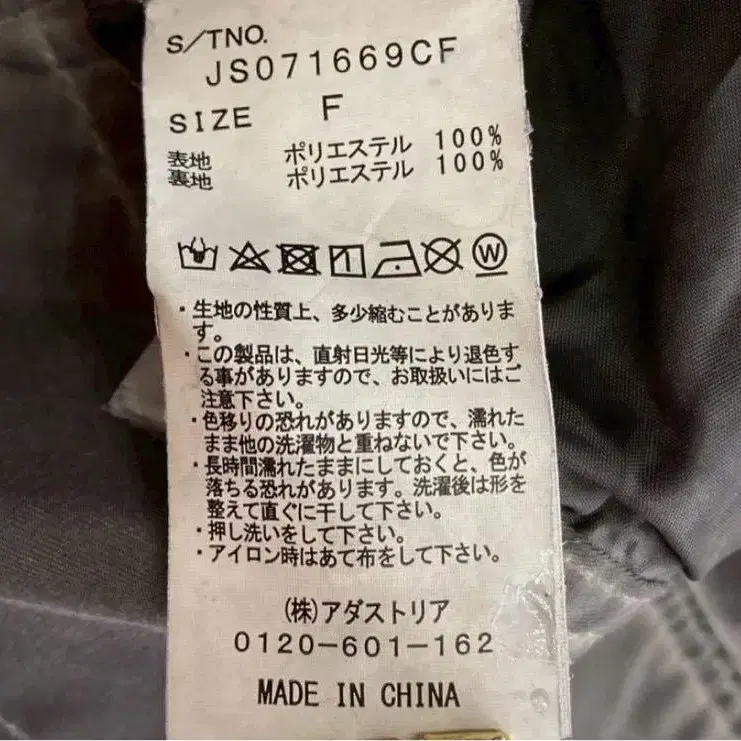 S/TNO.
JS071669CF
SIZE F
表地 ポリエステル 100%
裏地 ポリエステル 100%
W
・生地の性質上、多少縮むことがありま
す。
・この製品は、直射日光等により退色す
る事がありますので、お取扱いにはご
注意下さい。
・色移りの恐れがありますので、濡れた
まま他の洗濯物と重ねないで下さい。
・長時間濡れたままにしておくと、色が
落ちる恐れがあります。洗濯後は形を
整えて直ぐに干して下さい。
・押し洗いをして下さい。
・アイロン時はあて布をして下さい。
(株)アダストリア
0120-601-162
MADE IN CHINA